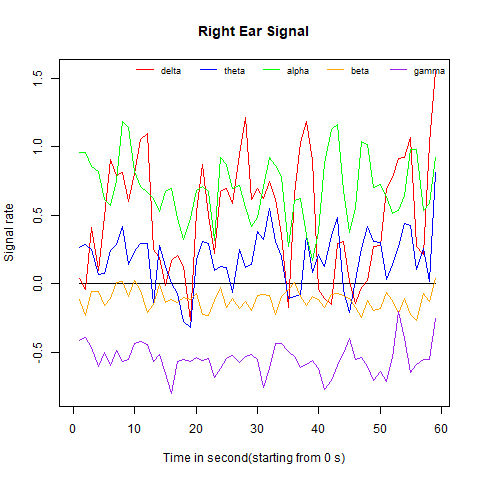 Right Ear Signal
delta theta alpha beta gamma
1.5
1.0
0.5
0.0
-0.5
Signal rate
0 10 20 30 40 50 60
Time in second(starting from 0 s)